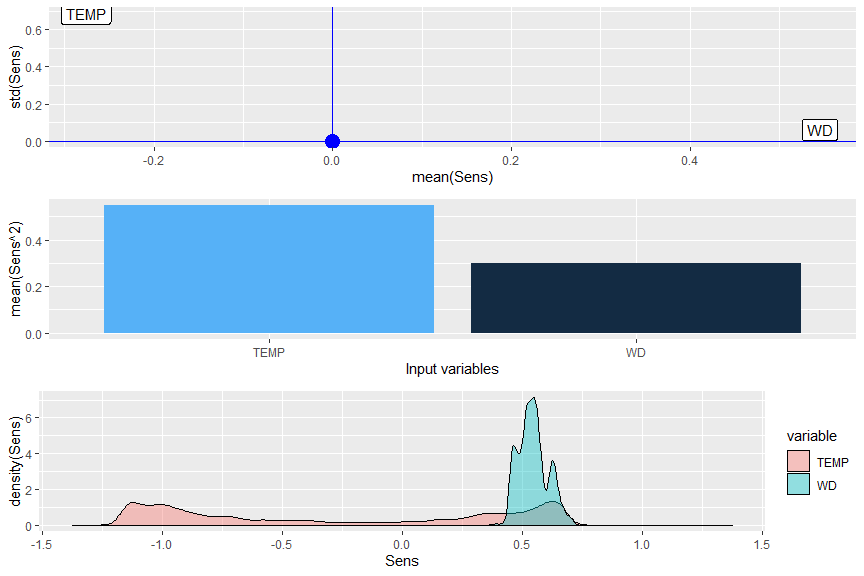 TEMP
WD
std(Sens)
0.6
0.4
0.2
0.0
-0.2 0.0 0.2 0.4
mean(Sens)
mean(Sens^2)
0.4
0.2
0.0
TEMP WD
Input variables
density(Sens)
6
4
2
0
-1.5 -1.0 -0.5 0.0 0.5 1.0 1.5
Sens
variable
TEMP
WD